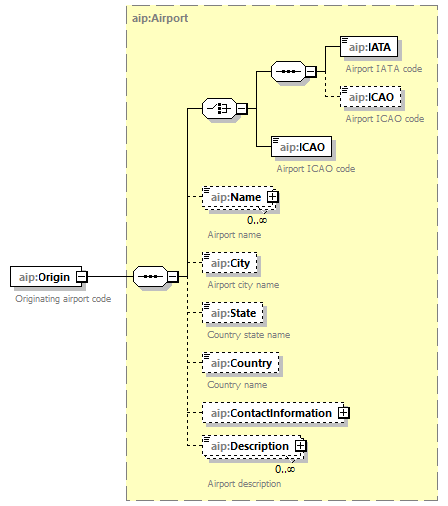 aip:Airport
aip:IATA
Airport IATA code
aip:ICAO
Airport ICAO code
aip:ICAO
Airport ICAO code
aip:Name
0..∞
Airport name
aip:Origin
Originating airport code
aip:City
Airport city name
aip:State
Country state name
aip:Country
Country name
aip:ContactInformation
aip:Description
0..∞
Airport description